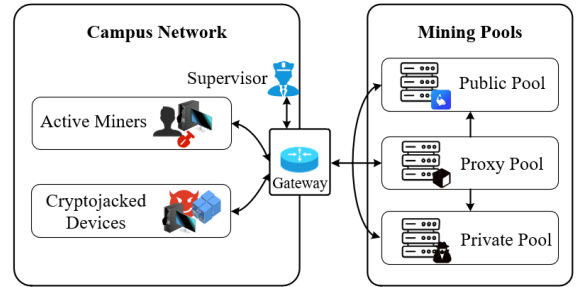 Campus Network
Supervisor
Active Miners
Cryptojacked
Devices
Gateway
Mining Pools
Public Pool
Proxy Pool
Private Pool